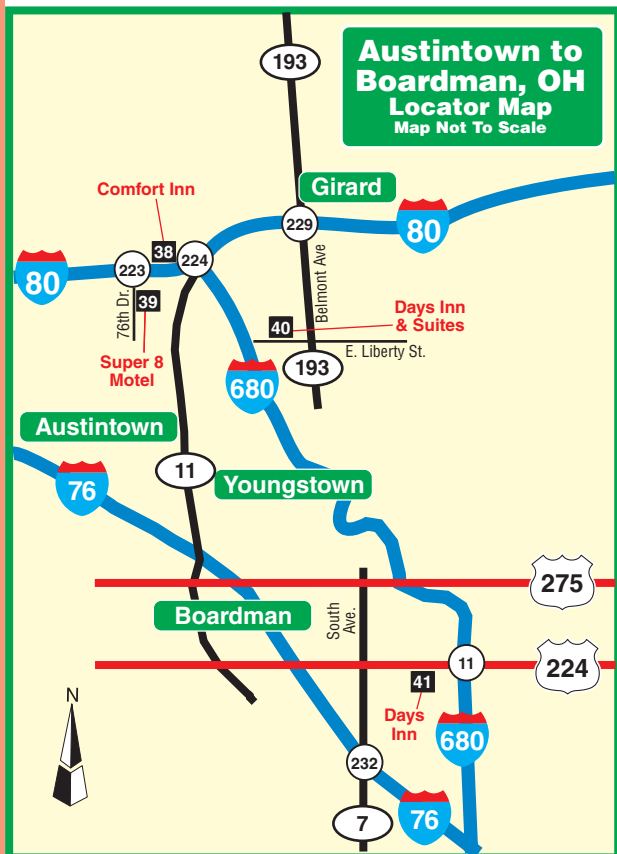 Austintown to
Boardman, OH
Locator Map
Map Not To Scale
193
Comfort Inn
Girard
229
80
38
224
223
80
39
76th Dr.
Belmont Ave
Super 8
Motel
40
Days Inn
& Suites
E. Liberty St.
193
680
Austintown
76
11
Youngstown
275
Boardman
South
Ave.
11
224
41
Days
Inn
680
N
232
7
76